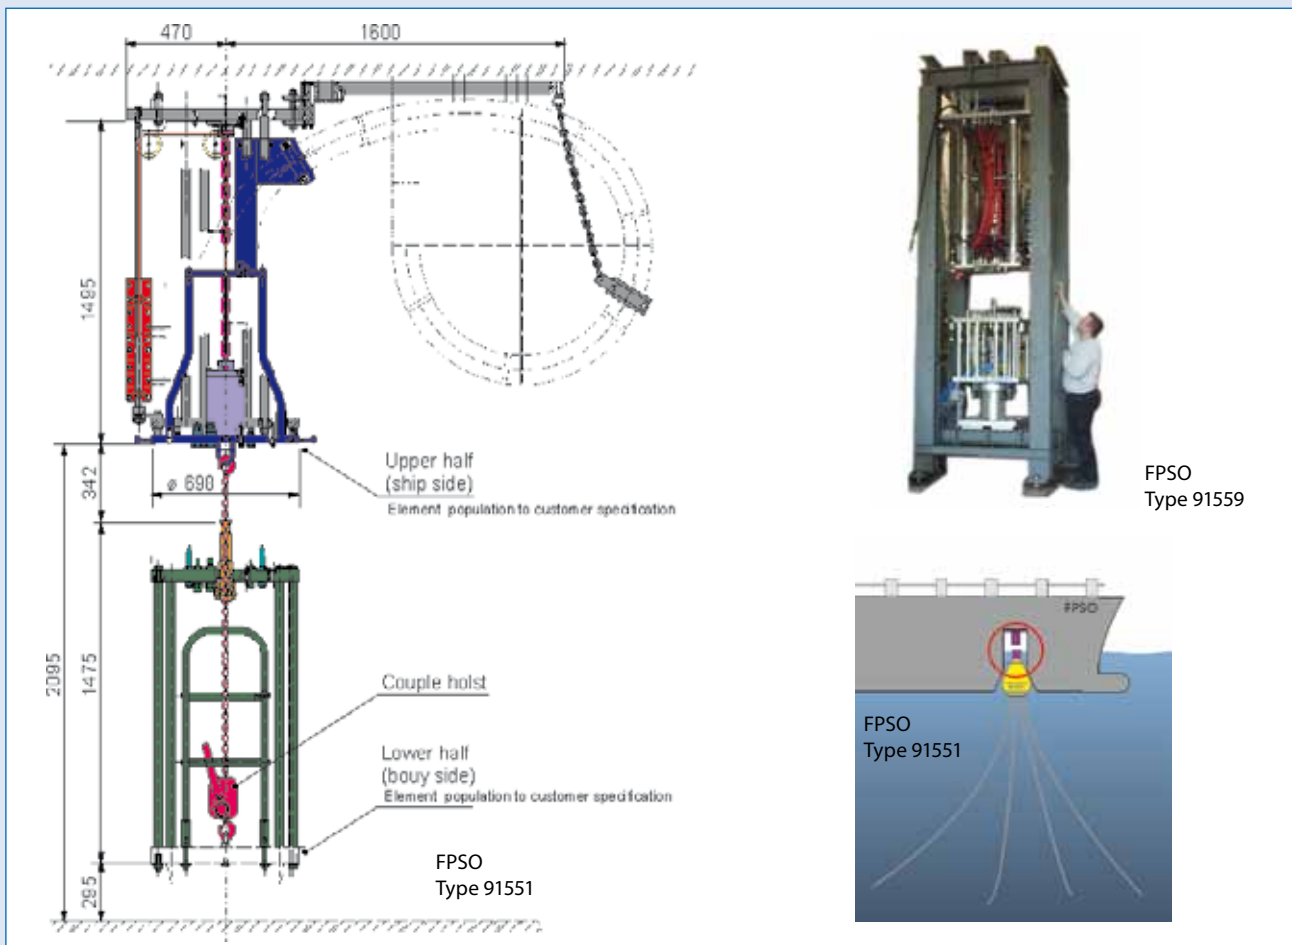 470
1600
1495
342
ø 690
Upper half
(ship side)
Element population to customer specification
2095
1475
Couple hoist
Lower half
(bouy side)
Element population to customer specification
295
FPSO
Type 91551
FPSO
Type 91559
FPSO
FPSO
Type 91551